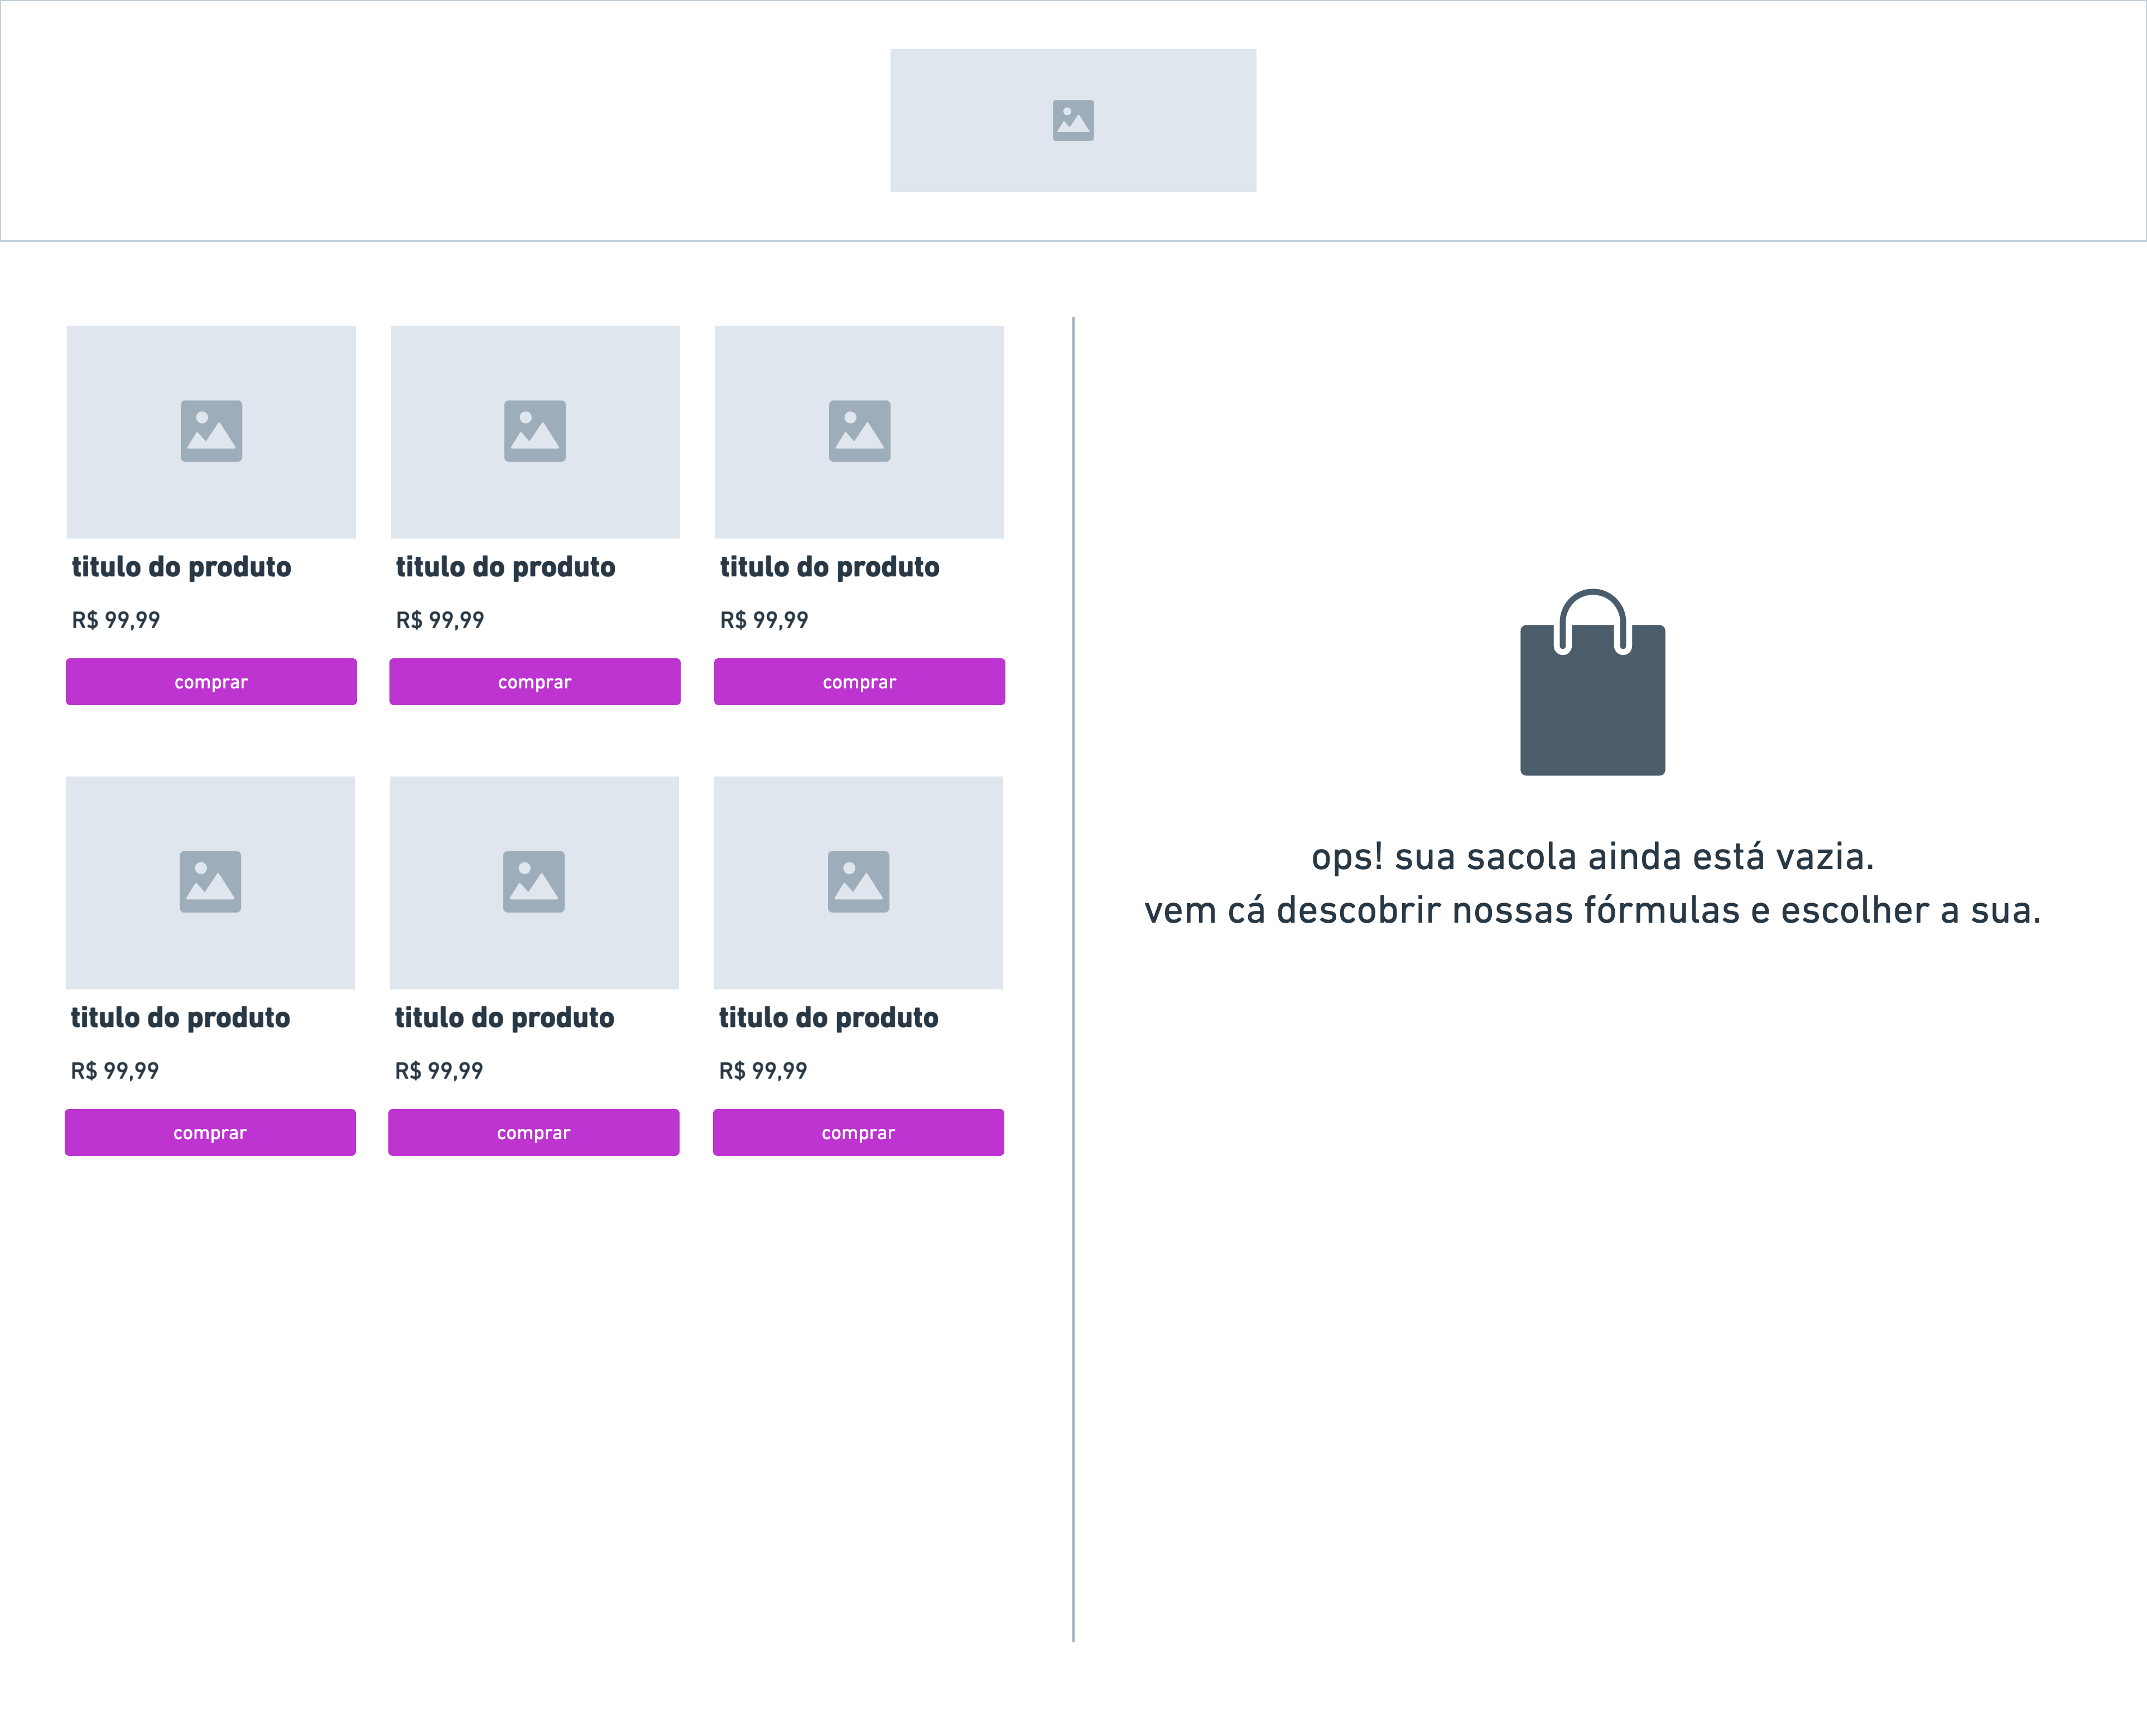 titulo do produto
titulo do produto
titulo do produto
R$ 99,99
R$ 99,99
R$ 99,99
comprar
comprar
comprar
titulo do produto
titulo do produto
titulo do produto
R$ 99,99
R$ 99,99
R$ 99,99
comprar
comprar
comprar
ops! sua sacola ainda está vazia.
vem cá descobrir nossas fórmulas e escolher a sua.